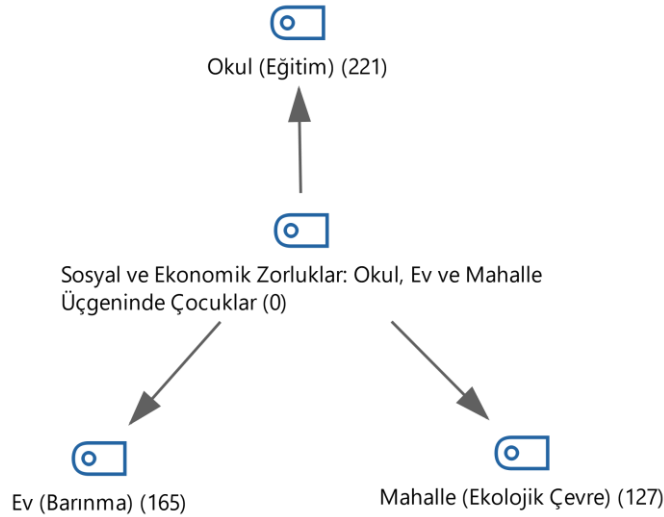 Okul (Eğitim) (221)
Sosyal ve Ekonomik Zorluklar: Okul, Ev ve Mahalle
Üçgeninde Çocuklar (0)
Ev (Barınma) (165)
Mahalle (Ekolojik Çevre) (127)